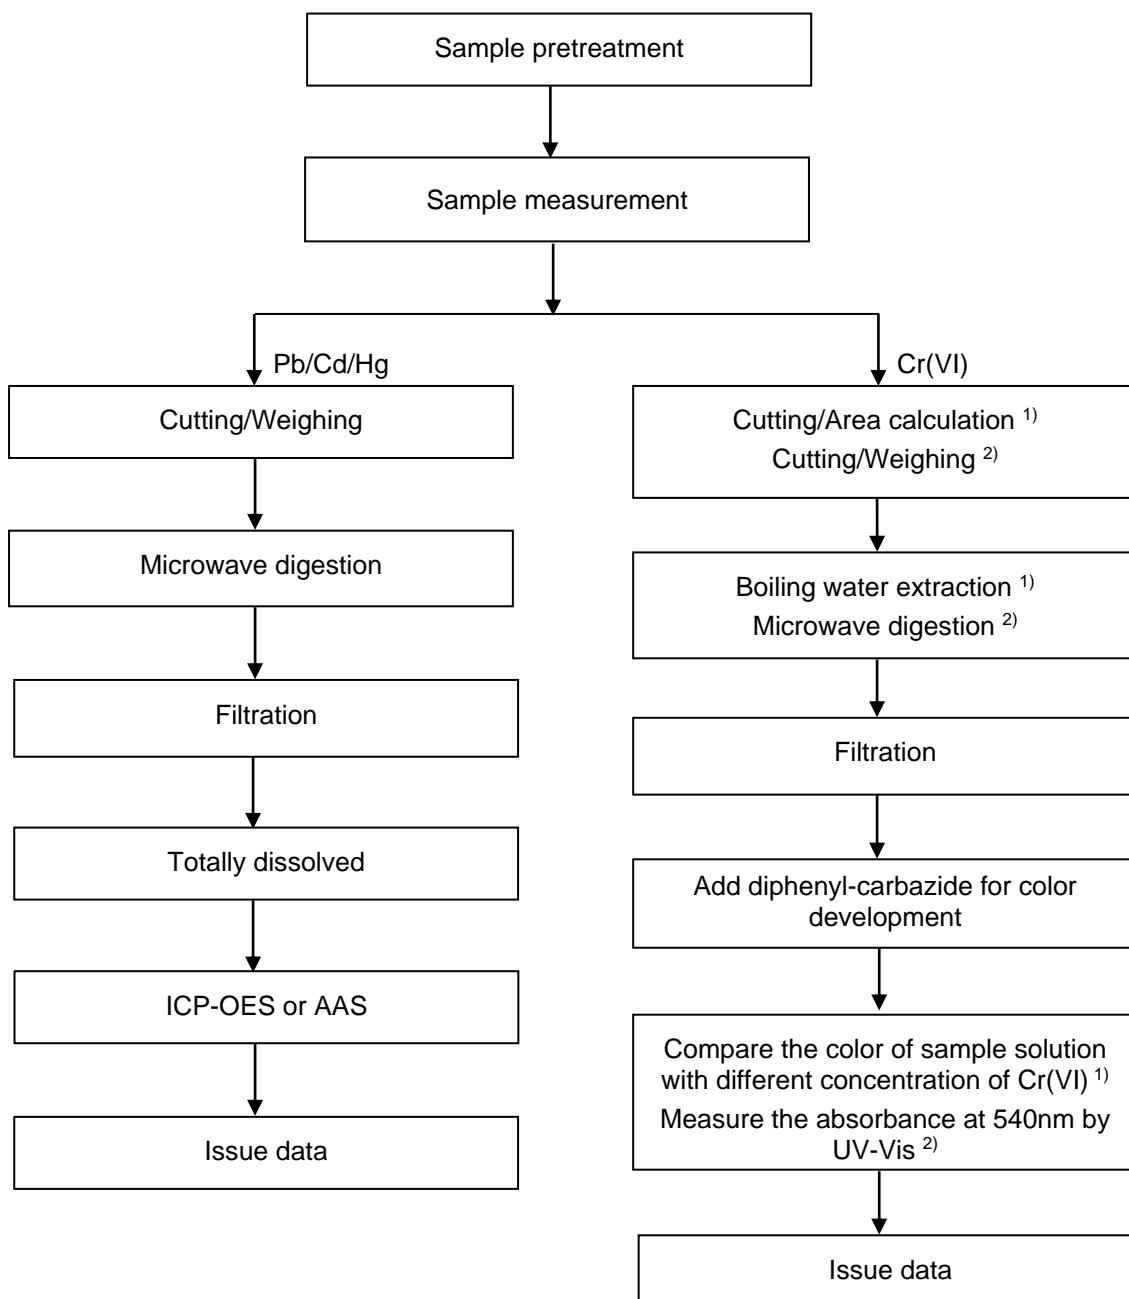 Sample pretreatment
Sample measurement
Pb/Cd/Hg
Cutting/Weighing
Microwave digestion
Filtration
Totally dissolved
ICP-OES or AAS
Issue data
Cr(VI)
Cutting/Area calculation 1)
Cutting/Weighing 2)
Boiling water extraction 1)
Microwave digestion 2)
Filtration
Add diphenyl-carbazide for color
development
Compare the color of sample solution
with different concentration of Cr(VI) 1)
Measure the absorbance at 540nm by
UV-Vis 2)
Issue data